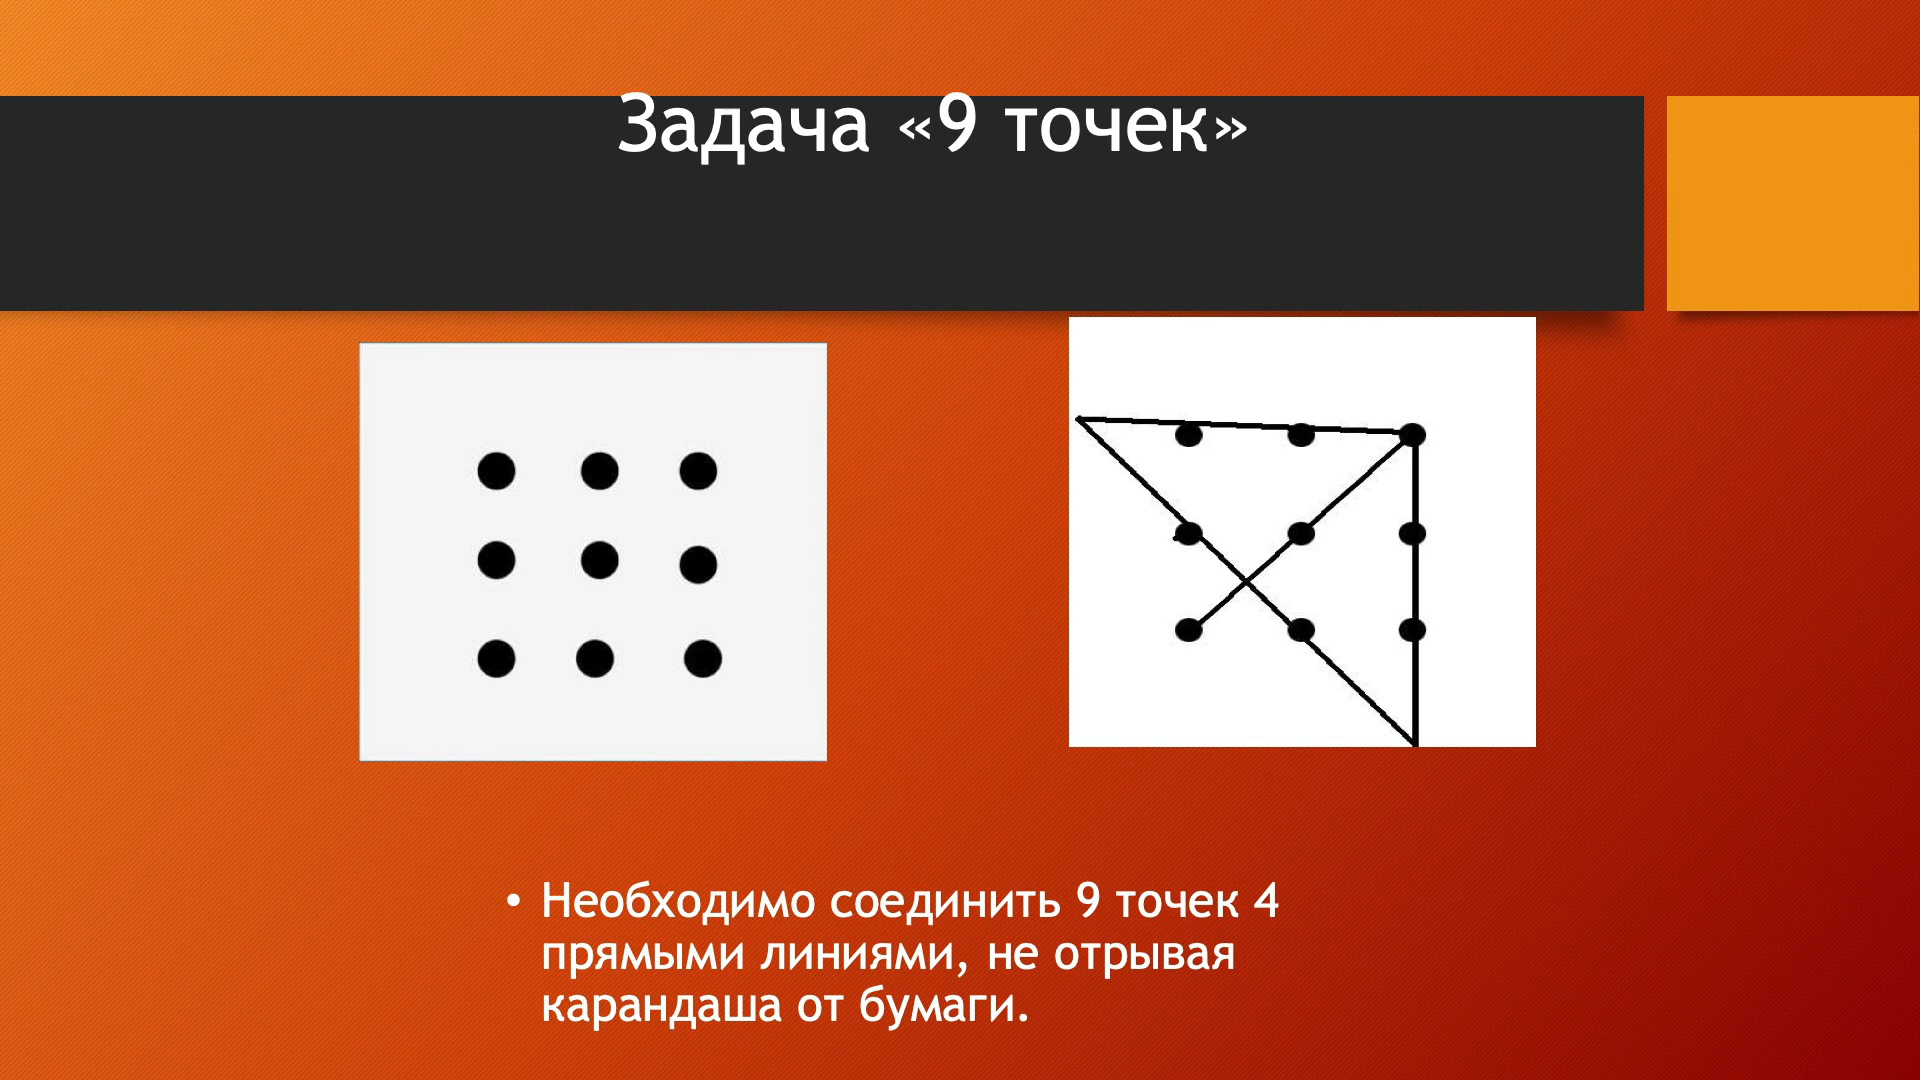 Задача «9 точек»
• Необходимо соединить 9 точек 4
прямыми линиями, не отрывая
карандаша от бумаги.